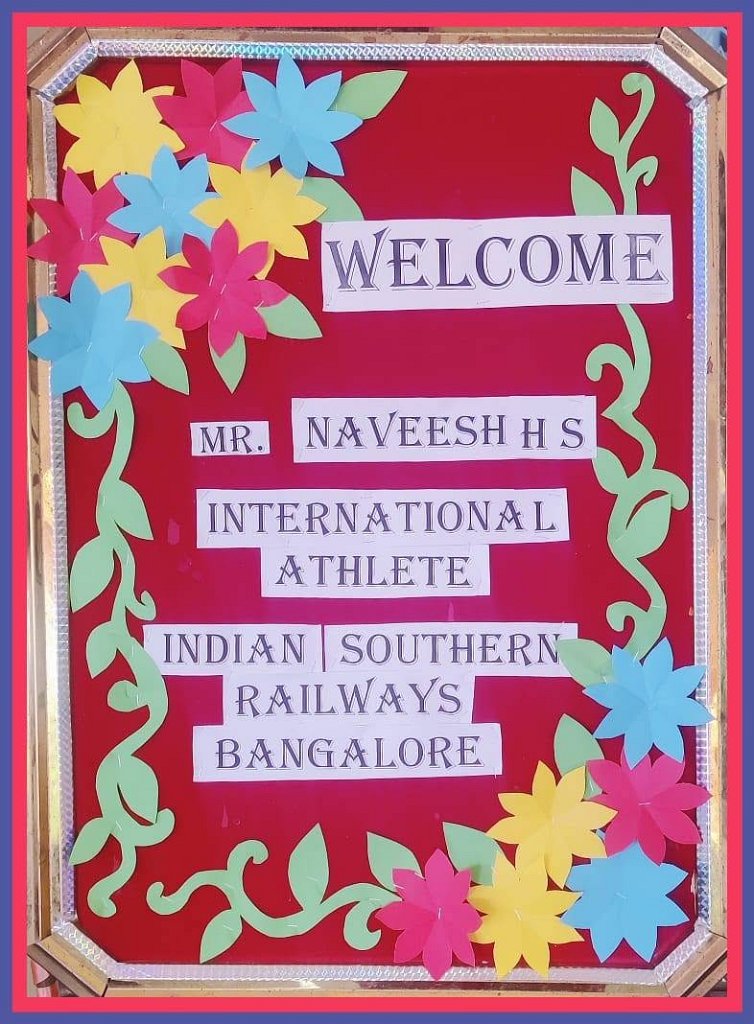 WELCOME
MR. NAVEESH H S
INTERNATIONAL
ATHLETE
INDIAN SOUTHERN
RAILWAYS
BANGALORE